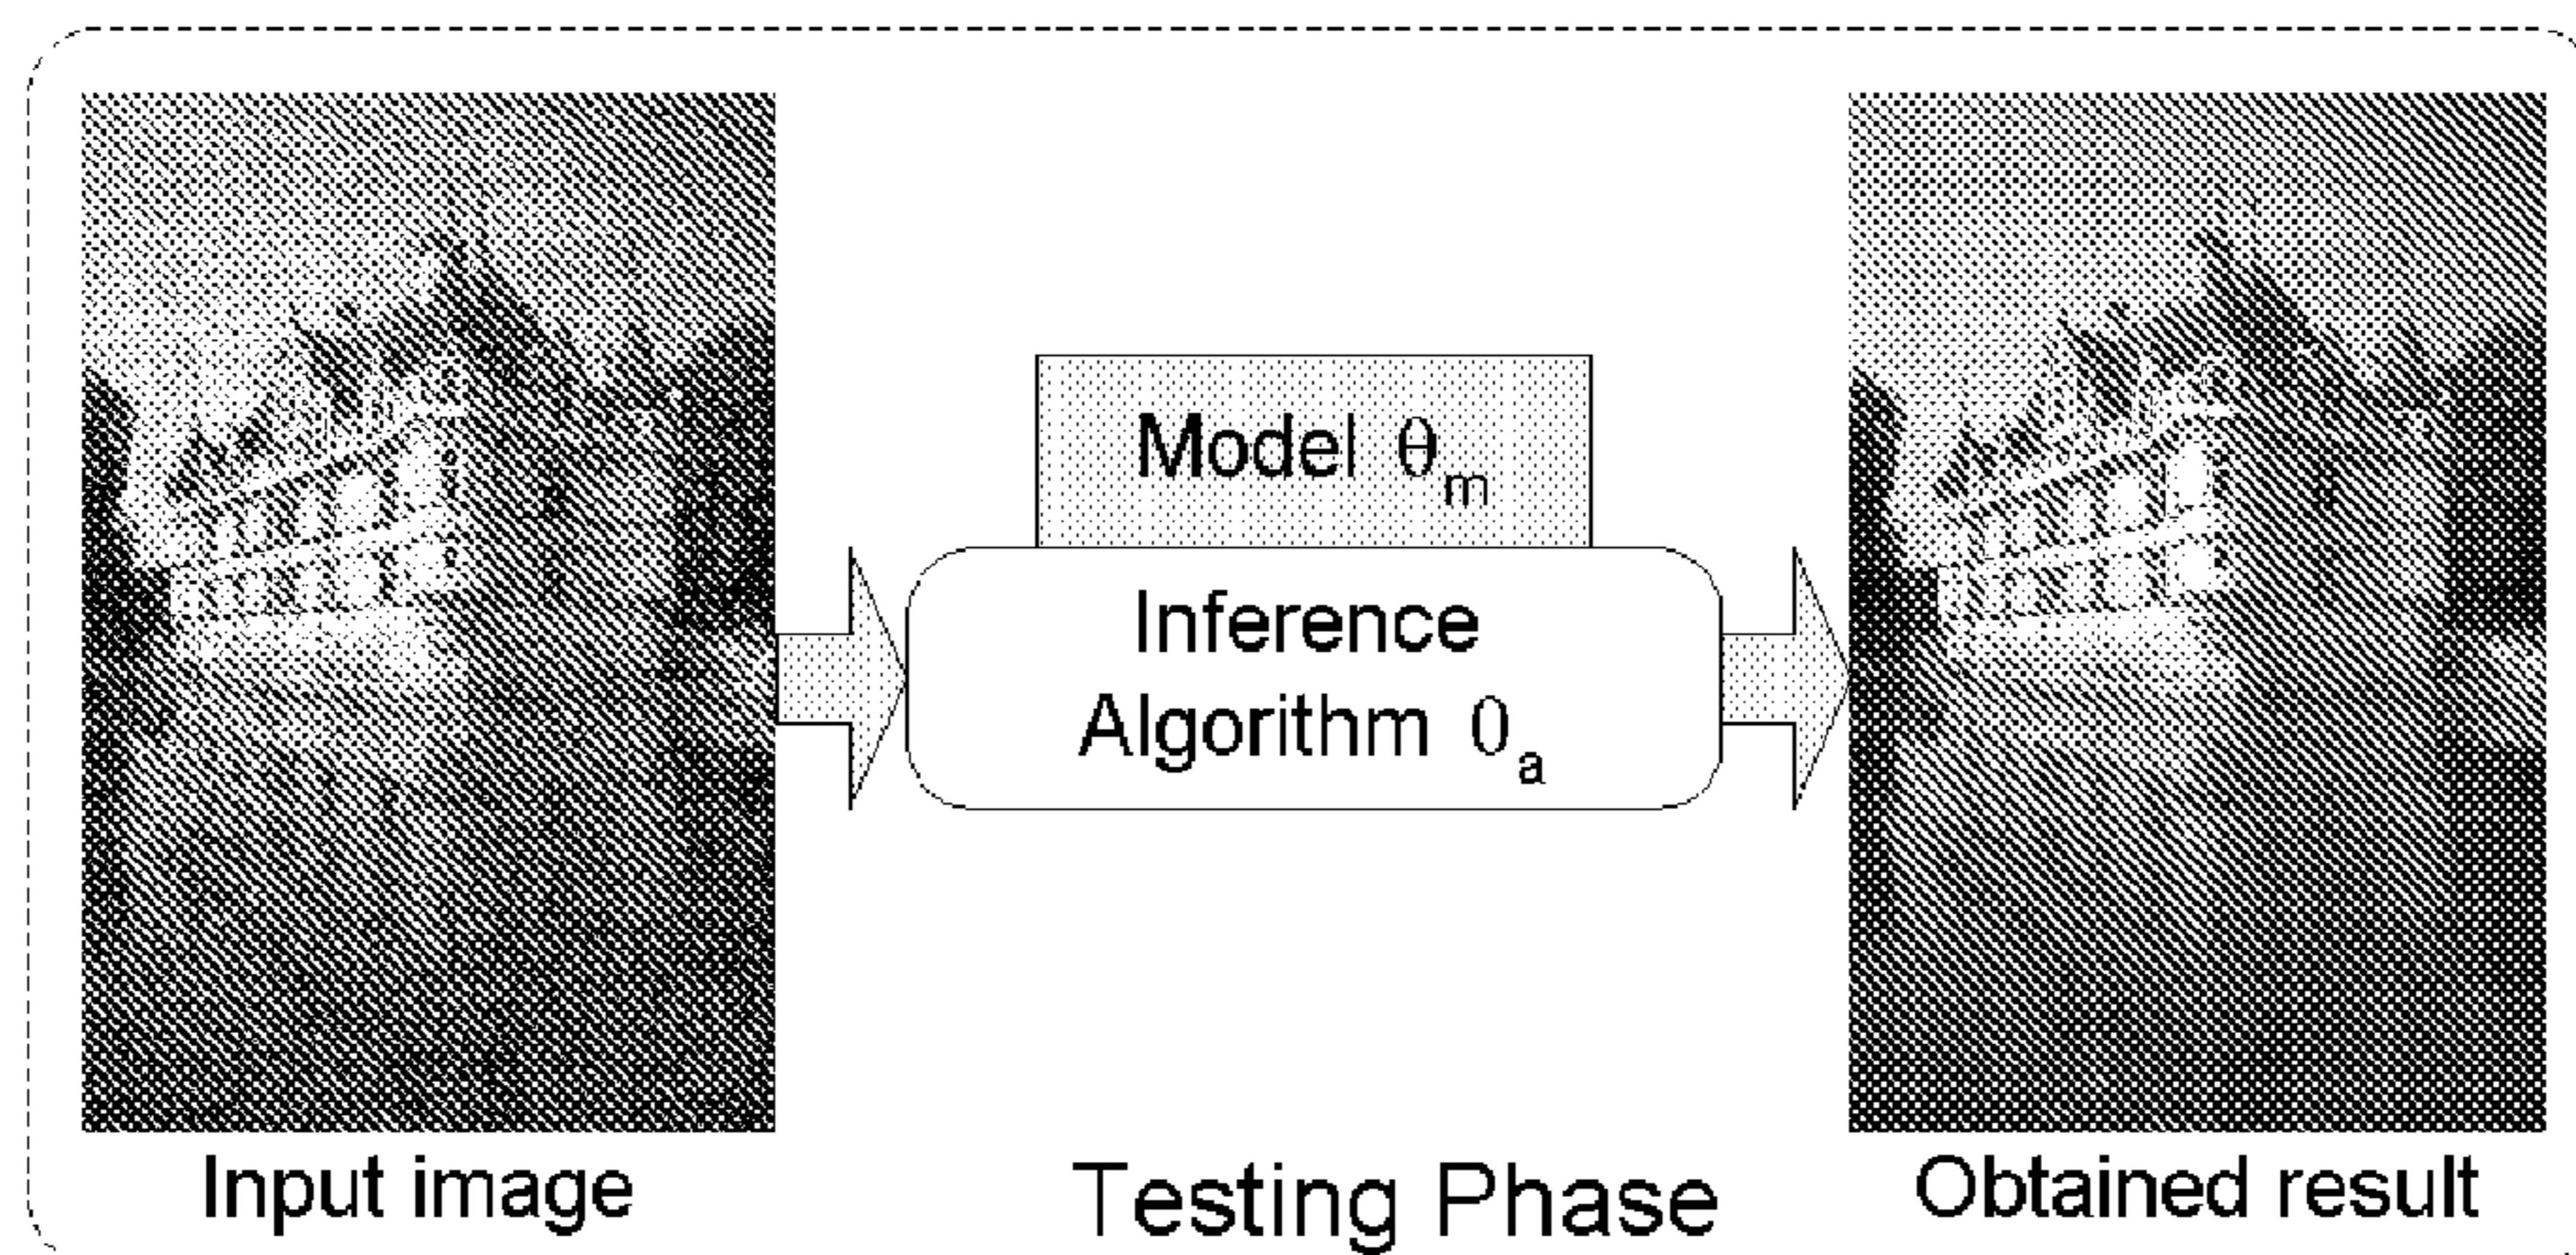 Model θm
Inference
Algorithm 0a
Input image
Testing Phase
Obtained result